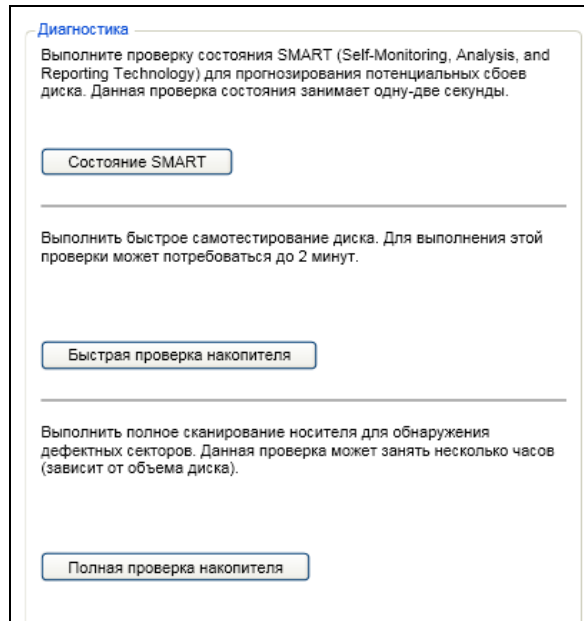 Диагностика
Выполните проверку состояния SMART (Self-Monitoring, Analysis, and
Reporting Technology) для прогнозирования потенциальных сбоев
диска. Данная проверка состояния занимает одну-две секунды.
Состояние SMART
Выполнить быстрое самотестирование диска. Для выполнения этой
проверки может потребоваться до 2 минут.
Быстрая проверка накопителя
Выполнить полное сканирование носителя для обнаружения
дефектных секторов. Данная проверка может занять несколько часов
(зависит от объема диска).
Полная проверка накопителя